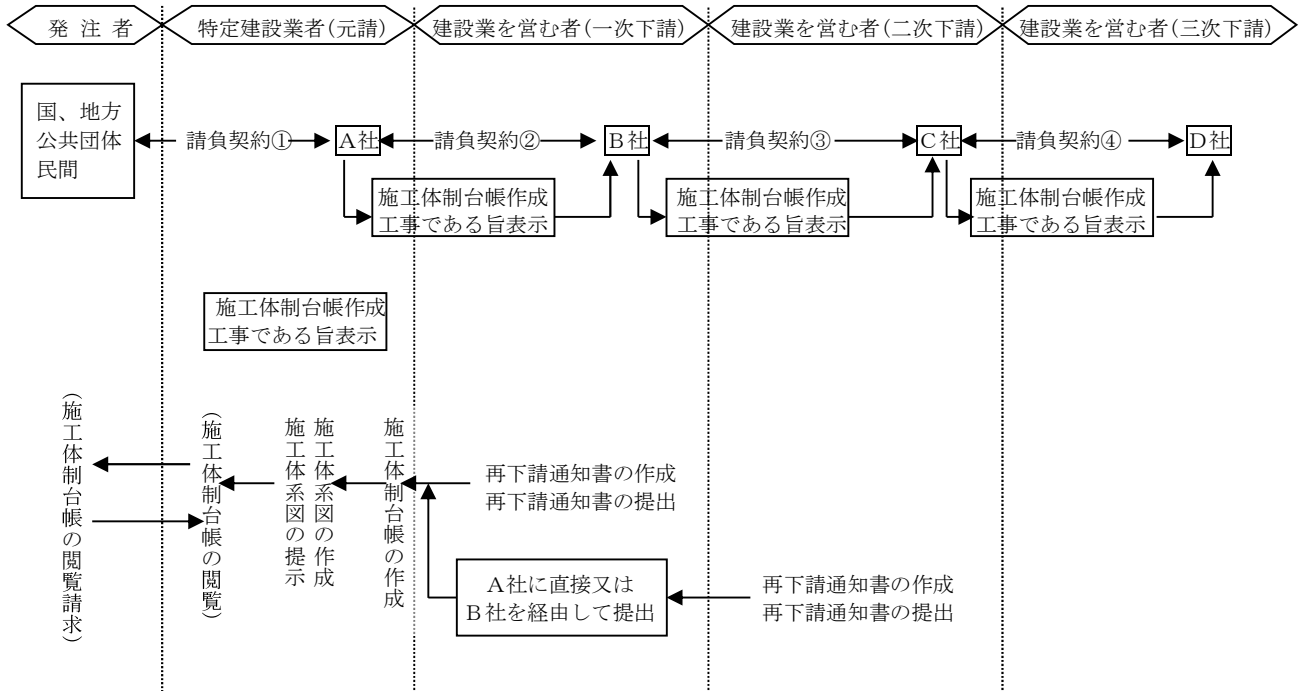 発 注 者
特定建設業者(元請)
建設業を営む者(一次下請)
建設業を営む者(二次下請)
建設業を営む者(三次下請)
国、地方
公共団体
民間
請負契約①
A社
請負契約②
B社
請負契約③
C社
請負契約④
D社
施工体制台帳作成
工事である旨表示
施工体制台帳作成
工事である旨表示
施工体制台帳作成
工事である旨表示
施工体制台帳作成
工事である旨表示
(施工体制台帳の閲覧請求)
(施工体制台帳の閲覧)
施工体系図の作成
施工体系図の提示
施工体制台帳の作成
再下請通知書の作成
再下請通知書の提出
A社に直接又は
B社を経由して提出
再下請通知書の作成
再下請通知書の提出